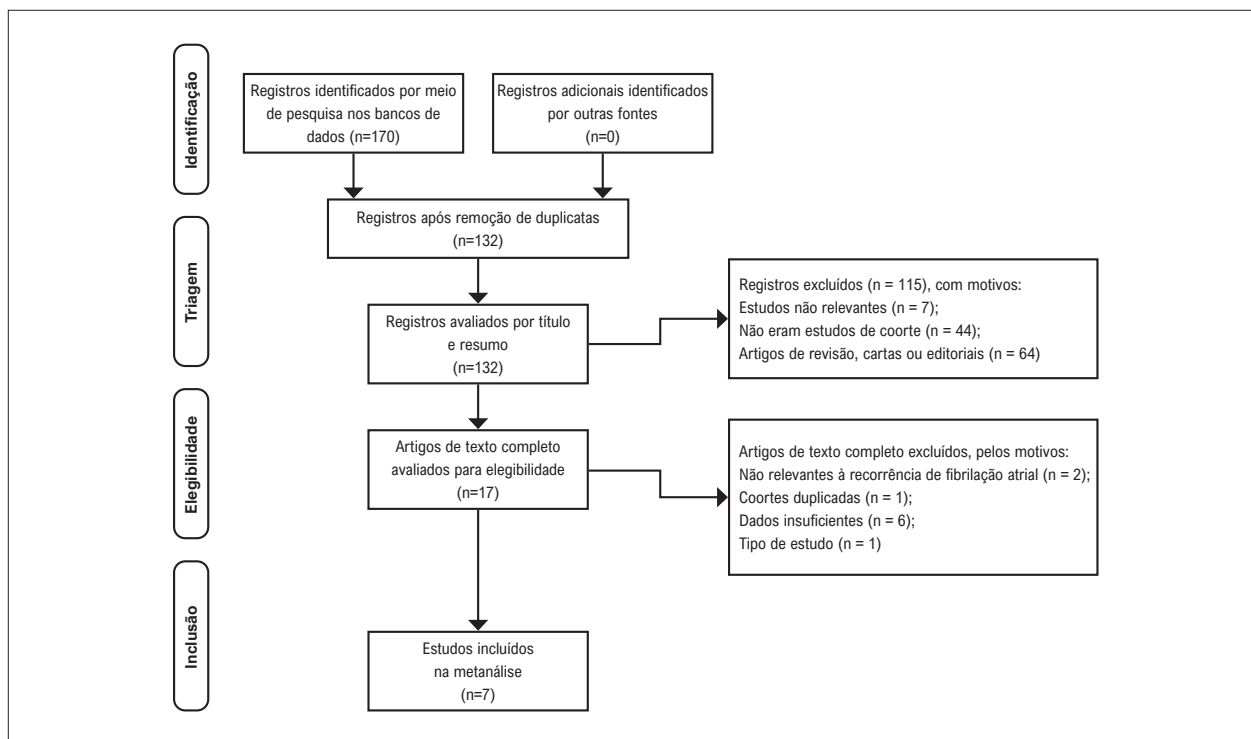 Identificação
Registros identificados por meio
de pesquisa nos bancos de
dados (n=170)
Registros adicionais identificados
por outras fontes
(n=0)
Triagem
Registros após remoção de duplicatas
(n=132)
Registros avaliados por título
e resumo
(n=132)
Registros excluídos (n = 115), com motivos:
Estudos não relevantes (n = 7);
Não eram estudos de coorte (n = 44);
Artigos de revisão, cartas ou editoriais (n = 64)
Elegibilidade
Artigos de texto completo
avaliados para elegibilidade
(n=17)
Artigos de texto completo excluídos, pelos motivos:
Não relevantes à recorrência de fibrilação atrial (n = 2);
Coortes duplicadas (n = 1);
Dados insuficientes (n = 6);
Tipo de estudo (n = 1)
Inclusão
Estudos incluídos
na metanálise
(n=7)